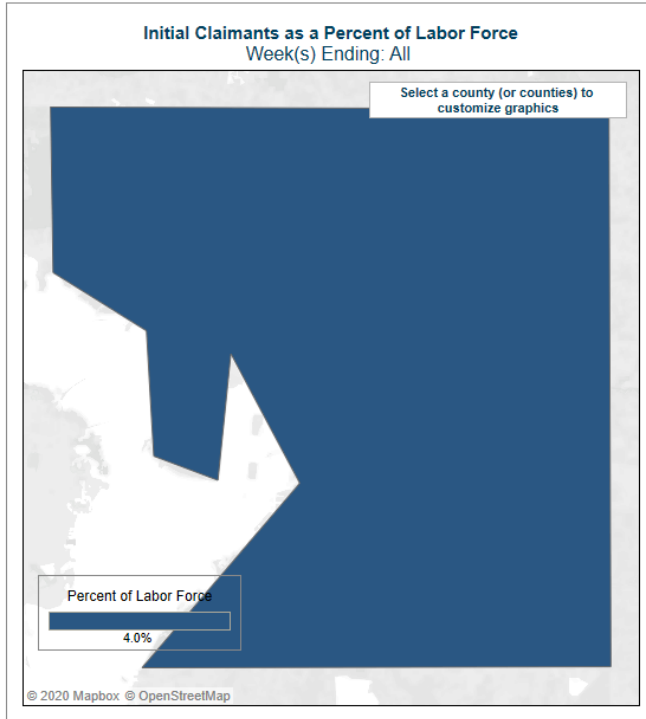 Initial Claimants as a Percent of Labor Force
Week(s) Ending: All
Select a county (or counties) to
customize graphics
Percent of Labor Force
4.0%
© 2020 Mapbox © OpenStreetMap